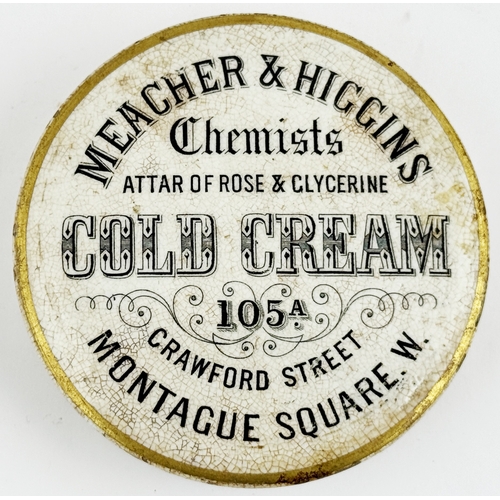 MEACHER & HIGGINS
Chemists
ATTAR OF ROSE & GLYCERINE
COLD CREAM
105A
CRAWFORD STREET
MONTAGUE SQUARE. W.